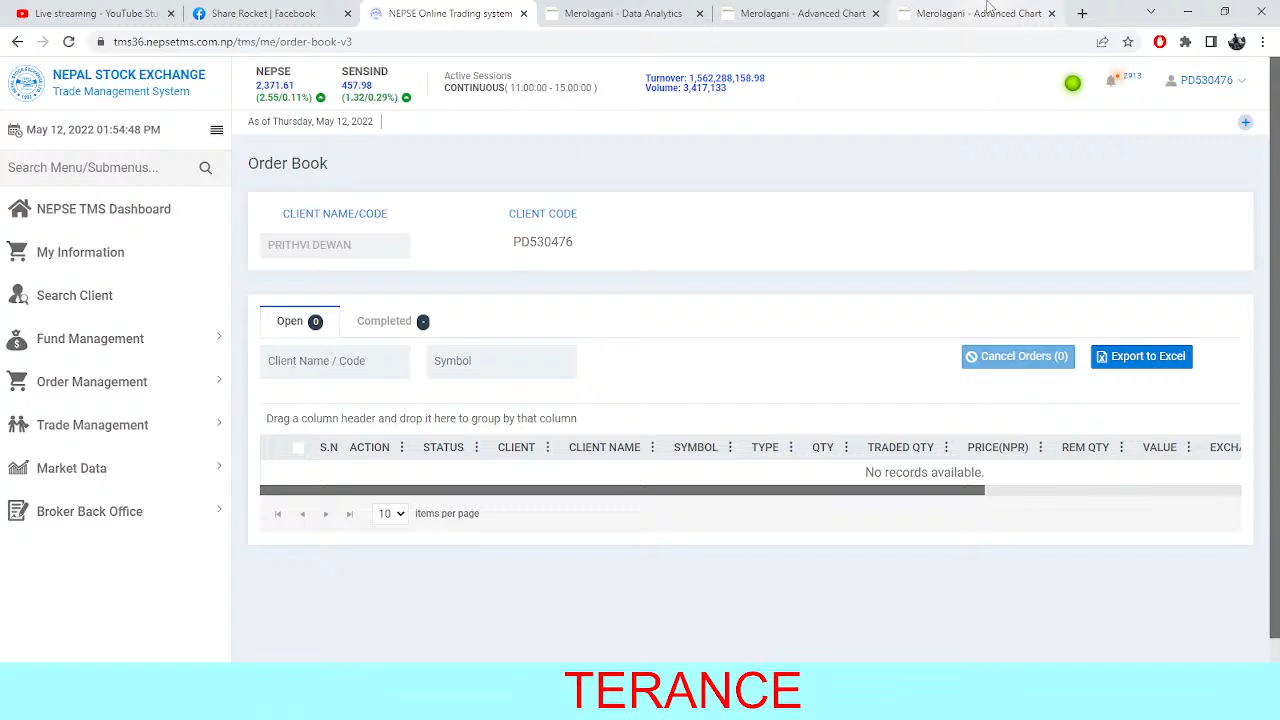 Live streaming - YouTube Stu
Share Rocket | Facebook
NEPSE Online Trading system
Merolagani - Data Analytics
Merolagani - Advanced Chart
Merolagani - Advanced Chart
tms36.nepsetms.com.np/tms/me/order-book-v3
NEPAL STOCK EXCHANGE
Trade Management System
NEPSE
2,371.61
(2.55/0.11%)
SENSIND
457.98
(1.32/0.29%)
Active Sessions
CONTINUOUS( 11:00:00 - 15:00:00 )
Turnover: 1,562,288,158.98
Volume: 3,417,133
2913
PD530476
May 12, 2022 01:54:48 PM
As of Thursday, May 12, 2022
Search Menu/Submenus...
NEPSE TMS Dashboard
My Information
Search Client
Fund Management
Order Management
Trade Management
Market Data
Broker Back Office
Order Book
CLIENT NAME/CODE
CLIENT CODE
PRITHVI DEWAN
PD530476
Open 0
Completed -
Client Name / Code
Symbol
Cancel Orders (0)
Export to Excel
Drag a column header and drop it here to group by that column
S.N ACTION STATUS CLIENT CLIENT NAME SYMBOL TYPE QTY TRADED QTY PRICE(NPR) REM QTY VALUE EXCHA
No records available.
10 items per page
TERANCE